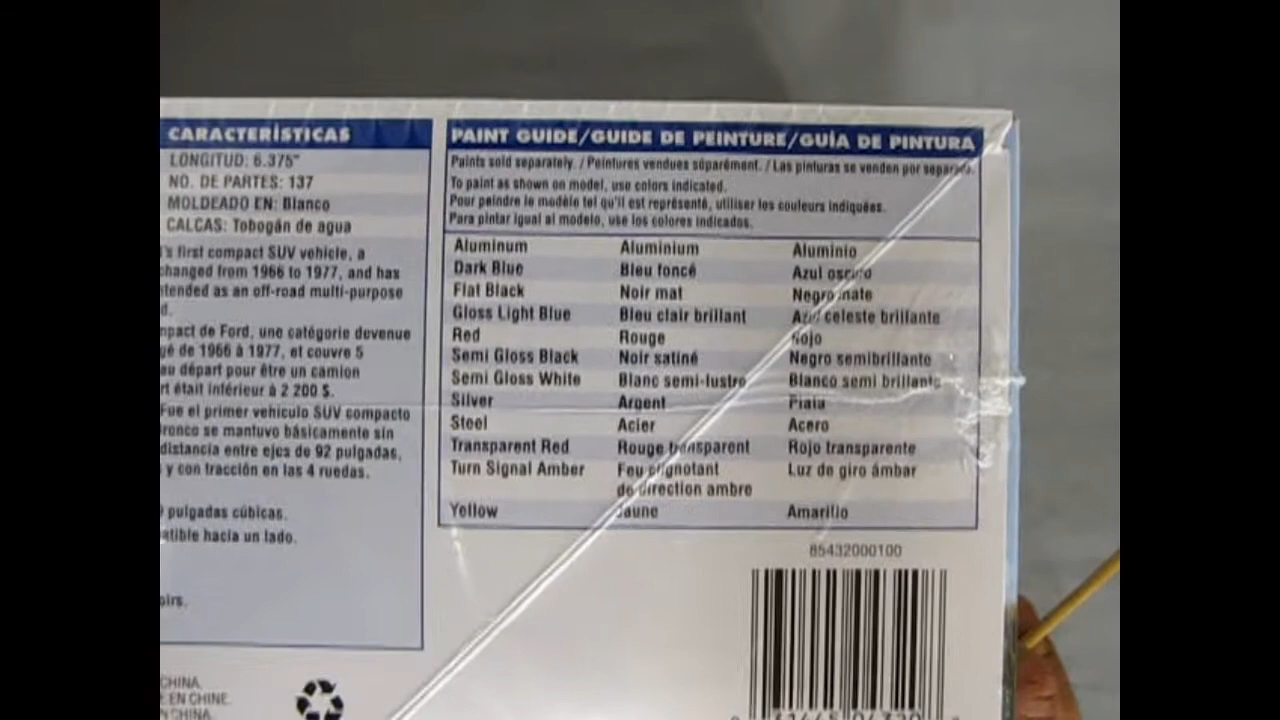 CARACTERÍSTICAS
LONGITUD: 6.375"
NO. DE PARTES: 137
MOLDEADO EN: Blanco
CALCAS: Tobogán de agua
's first compact SUV vehicle, a
changed from 1966 to 1977, and has
tended as an off-road multi-purpose
d.
mpact de Ford, une catégorie devenue
gé de 1966 à 1977, et couvre 5
au départ pour être un camion
rt était inférieur à 2 200 $.
Fue el primer vehículo SUV compacto
ronco se mantuvo básicamente sin
distancia entre ejes de 92 pulgadas,
y con tracción en las 4 ruedas.
pulgadas cúbicas.
atible hacia un lado.
oirs.
CHINA.
EN CHINE.
CHINA.
PAINT GUIDE/GUIDE DE PEINTURE/GUÍA DE PINTURA
Paints sold separately. / Peintures vendues séparément. / Las pinturas se venden por separado.
To paint as shown on model, use colors indicated.
Pour peindre le modèle tel qu'il est représenté, utiliser les couleurs indiquées.
Para pintar igual al modelo, use los colores indicados.
Aluminum Aluminium Aluminio
Dark Blue Bleu foncé Azul oscuro
Flat Black Noir mat Negro mate
Gloss Light Blue Bleu clair brillant Azul celeste brillante
Red Rouge Rojo
Semi Gloss Black Noir satiné Negro semibrillante
Semi Gloss White Blanc semi-lustre Blanco semi brillante
Silver Argent Plata
Steel Acier Acero
Transparent Red Rouge transparent Rojo transparente
Turn Signal Amber Feu clignotant Luz de giro ámbar
de direction ambre
Yellow Jaune Amarillo
85432000100